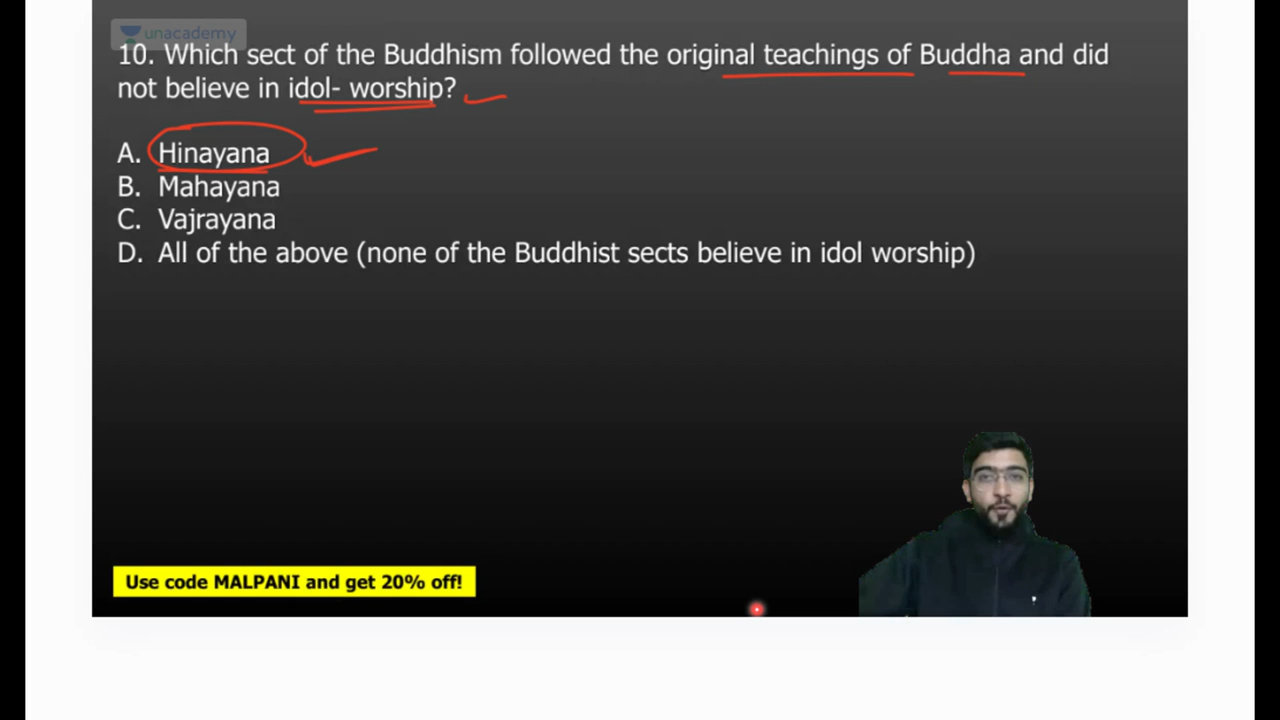 unacademy
10. Which sect of the Buddhism followed the original teachings of Buddha and did
not believe in idol- worship?
A. Hinayana
B. Mahayana
C. Vajrayana
D. All of the above (none of the Buddhist sects believe in idol worship)
Use code MALPANI and get 20% off!